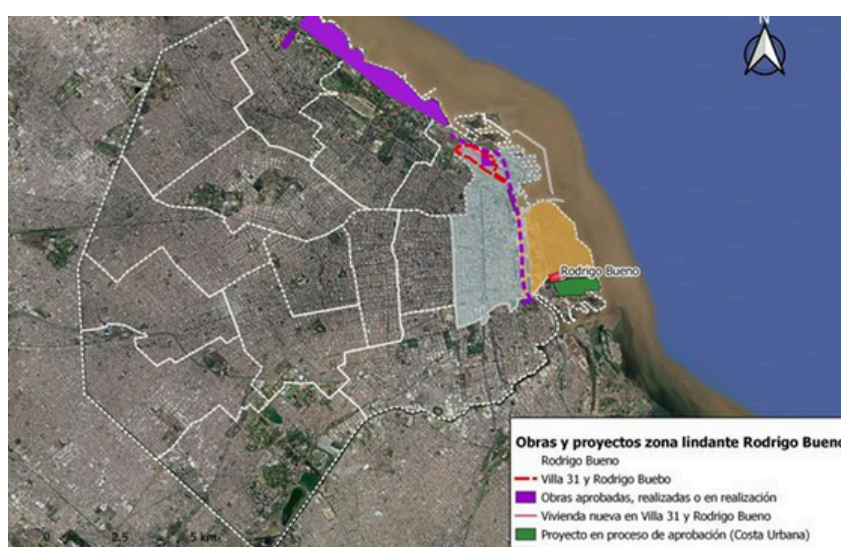 N
Rodrigo Bueno
0 2.5 5 km
Obras y proyectos zona lindante Rodrigo Bueno
Rodrigo Bueno
Villa 31 y Rodrigo Buebo
Obras aprobadas, realizadas o en realización
Vivienda nueva en Villa 31 y Rodrigo Bueno
Proyecto en proceso de aprobación (Costa Urbana)